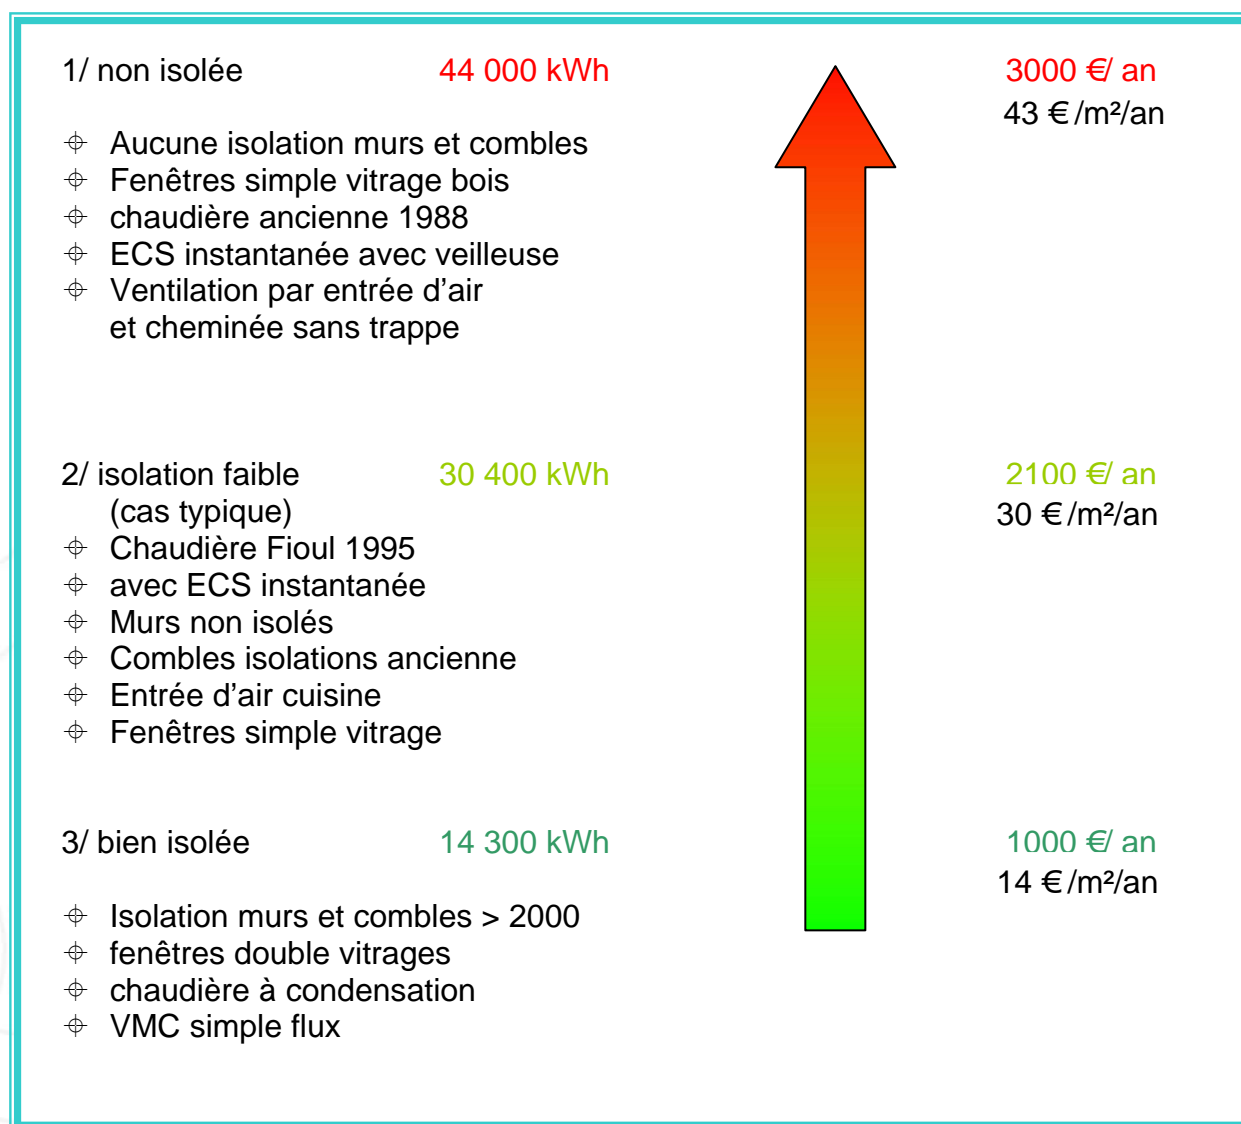 1/ non isolée 44 000 kWh 3000 €/ an
43 €/m²/an
Aucune isolation murs et combles
Fenêtres simple vitrage bois
chaudière ancienne 1988
ECS instantanée avec veilleuse
Ventilation par entrée d'air
et cheminée sans trappe
2/ isolation faible 30 400 kWh 2100 €/ an
(cas typique) 30 €/m²/an
Chaudière Fioul 1995
avec ECS instantanée
Murs non isolés
Combles isolations ancienne
Entrée d'air cuisine
Fenêtres simple vitrage
3/ bien isolée 14 300 kWh 1000 €/ an
14 €/m²/an
Isolation murs et combles > 2000
fenêtres double vitrages
chaudière à condensation
VMC simple flux